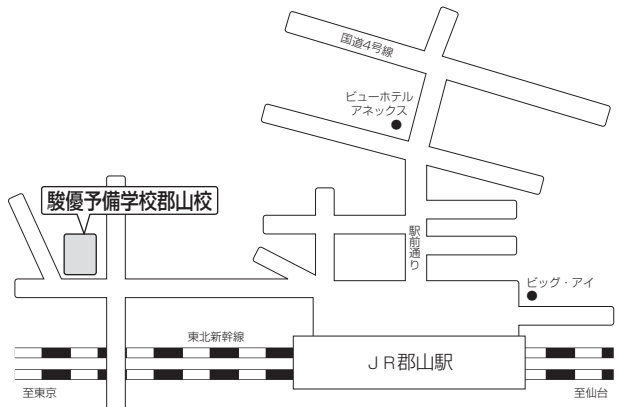 国道4号線
ビューホテル
アネックス
駿優予備学校郡山校
駅前通り
ビッグ・アイ
東北新幹線
JR郡山駅
至東京
至仙台